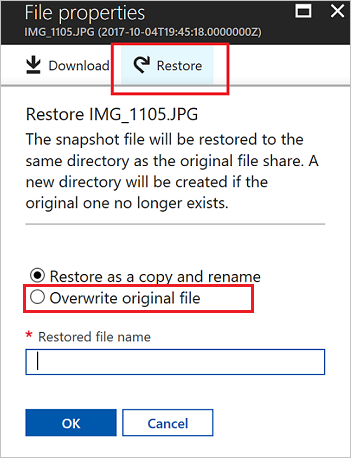 File properties
IMG_1105.JPG (2017-10-04T19:45:18.0000000Z)
Download Restore
Restore IMG_1105.JPG
The snapshot file will be restored to the
same directory as the original file share. A
new directory will be created if the
original one no longer exists.
Restore as a copy and rename
Overwrite original file
* Restored file name
OK Cancel